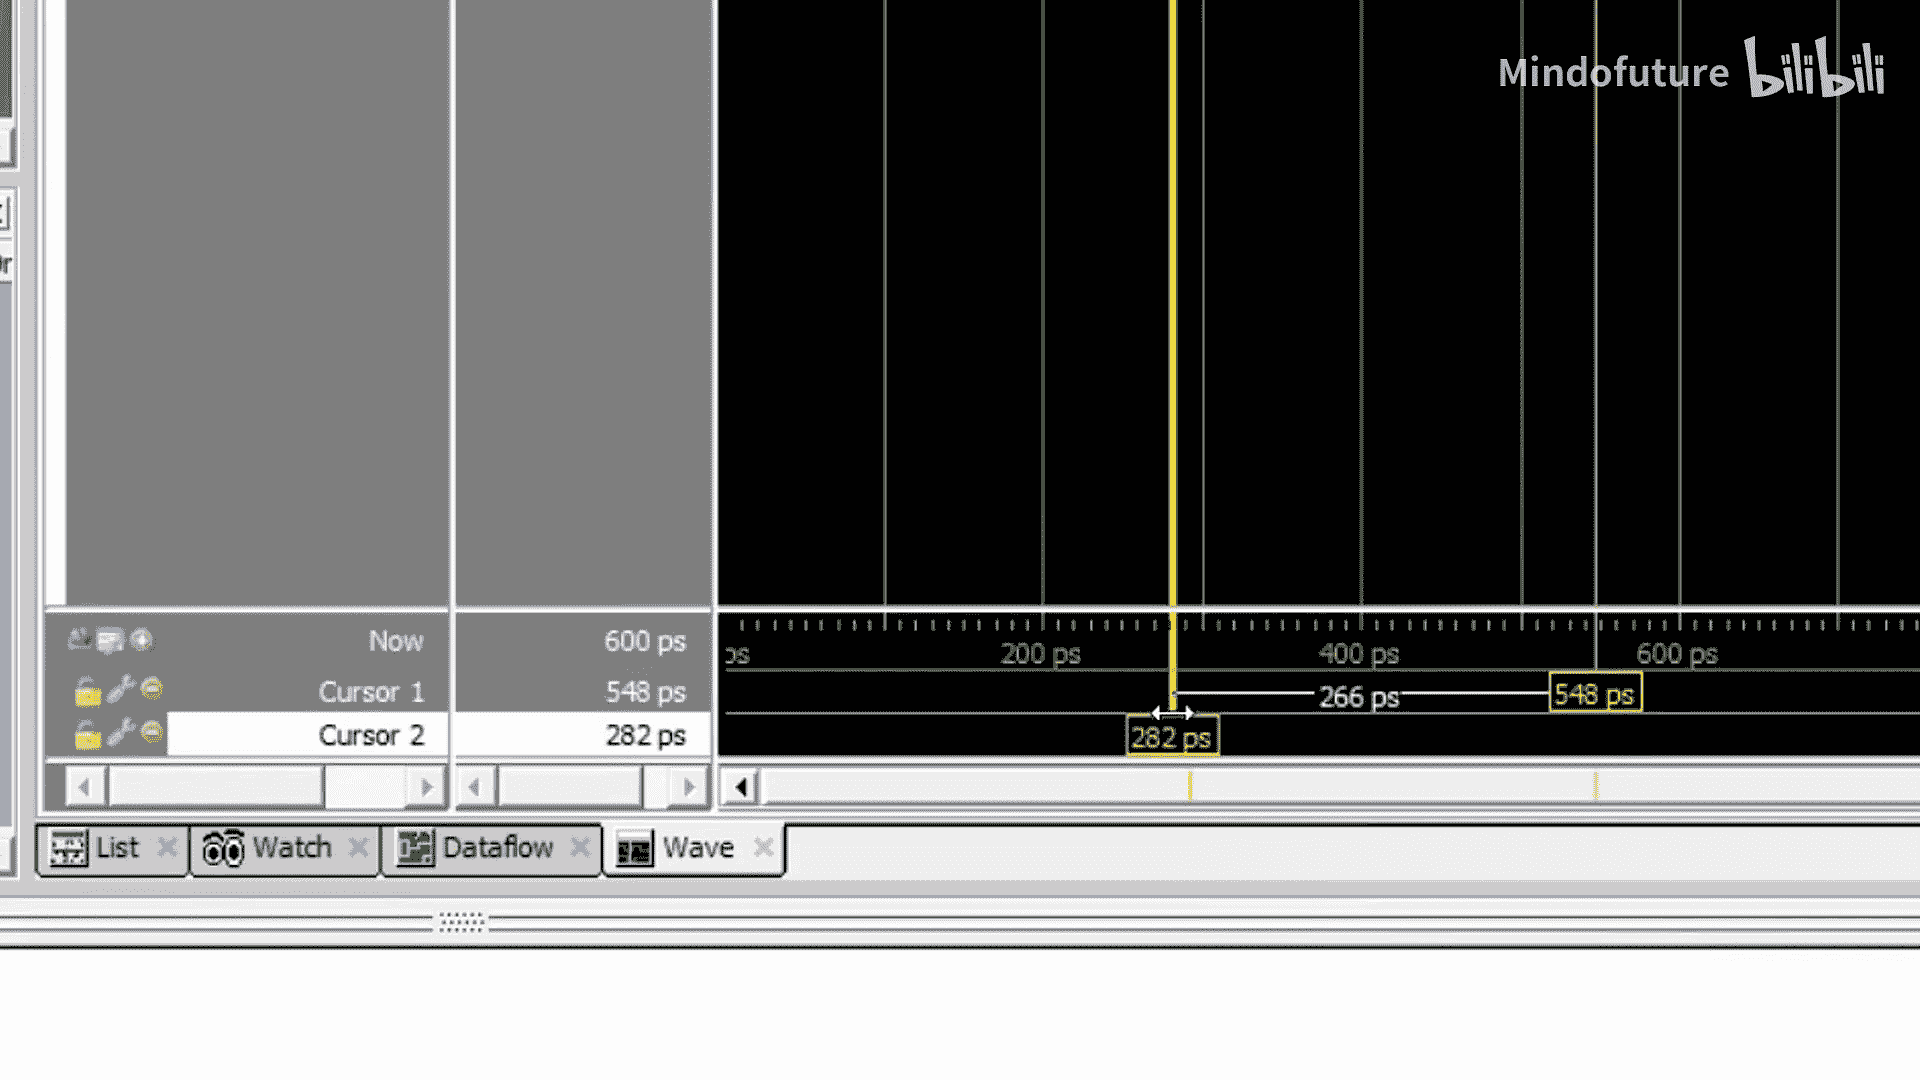 Mindofuture bilibili
Now 600 ps
ps 200 ps 400 ps 600 ps
Cursor 1 548 ps
266 ps 548 ps
Cursor 2 282 ps
282 ps
List Watch Dataflow Wave